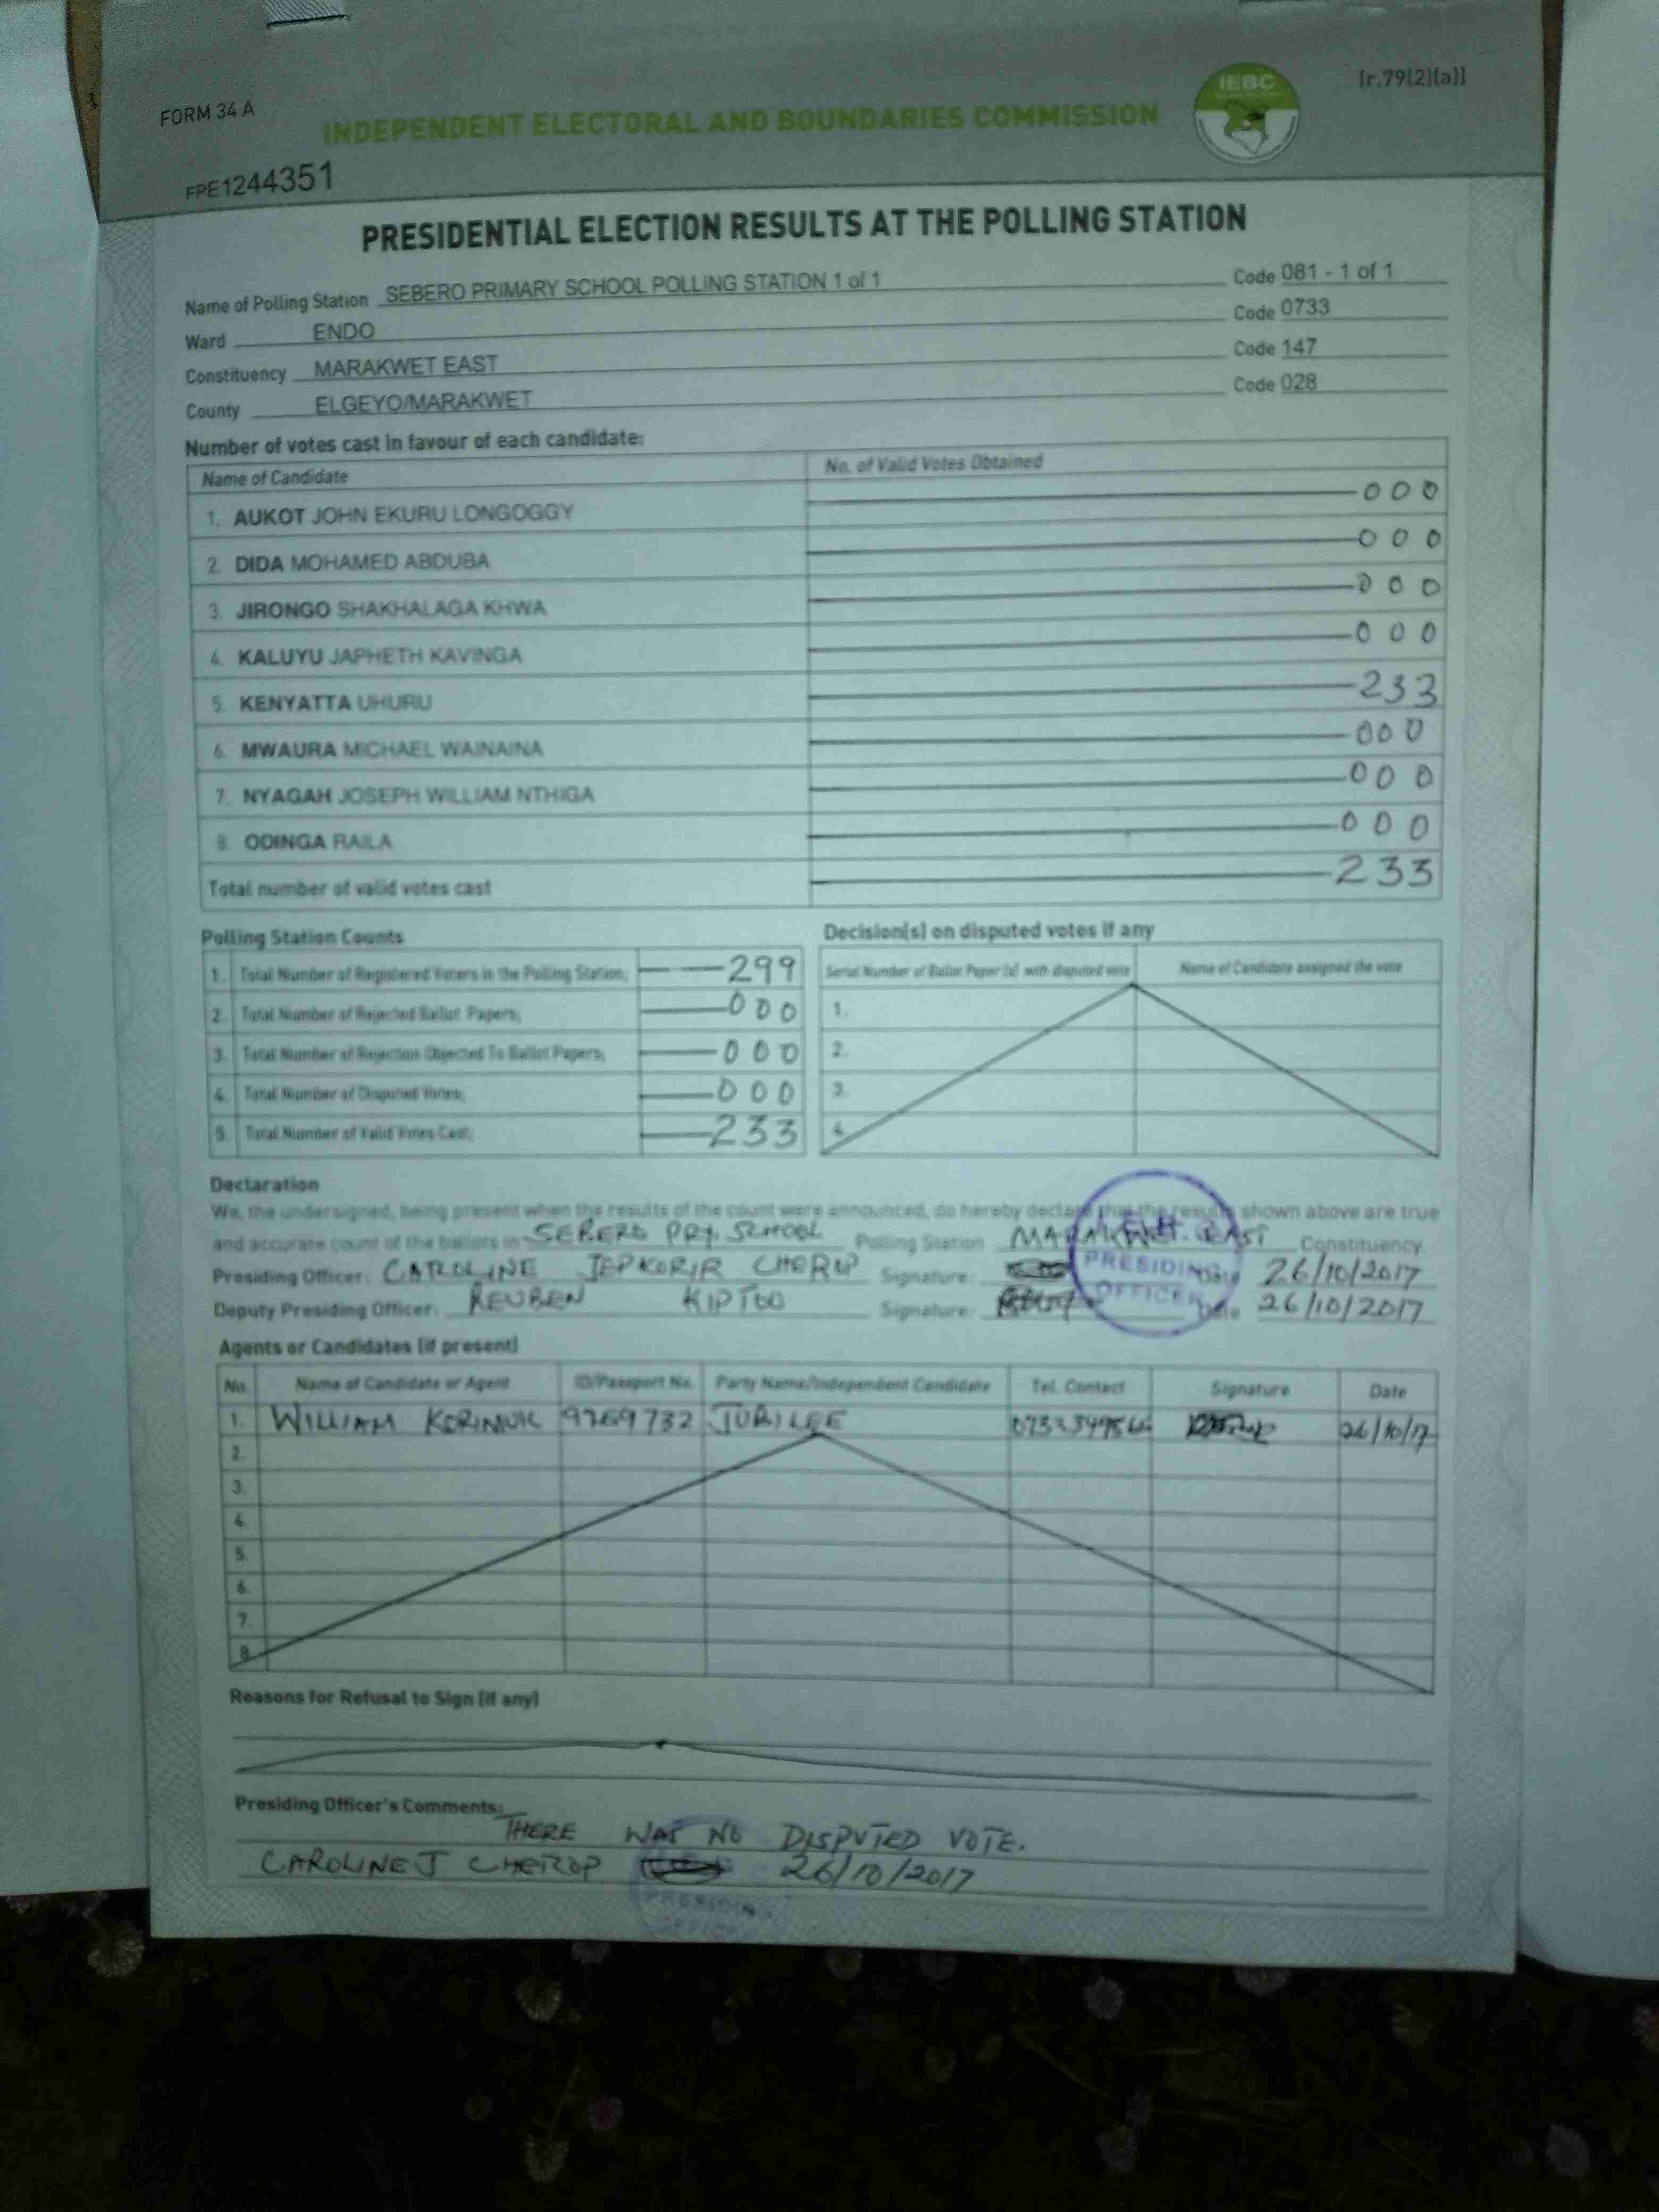 FORM 34 A
(r.79(2)(a))
INDEPENDENT ELECTORAL AND BOUNDARIES COMMISSION
IEBC
FPE1244351
PRESIDENTIAL ELECTION RESULTS AT THE POLLING STATION
Name of Polling Station SEBERO PRIMARY SCHOOL POLLING STATION 1 of 1 Code 081 - 1 of 1
Ward ENDO Code 0733
Constituency MARAKWET EAST Code 147
County ELGEYO/MARAKWET Code 028
Number of votes cast in favour of each candidate:
Name of Candidate No. of Valid Votes Obtained
1. AUKOT JOHN EKURU LONGOGGY 000
2. DIDA MOHAMED ABDUBA 000
3. JIRONGO SHAKHALAGA KHWA 000
4. KALUYU JAPHETH KAVINGA 000
5. KENYATTA UHURU 233
6. MWAURA MICHAEL WAINAINA 000
7. NYAGAH JOSEPH WILLIAM NTHIGA 000
8. ODINGA RAILA 000
Total number of valid votes cast 233
Polling Station Counts
1. Total Number of Registered Voters in the Polling Station; 299
2. Total Number of Rejected Ballot Papers; 000
3. Total Number of Rejection Objected To Ballot Papers; 000
4. Total Number of Disputed Votes; 000
5. Total Number of Valid Votes Cast; 233
Decision(s) on disputed votes if any
Serial Number of Ballot Paper (s) with disputed vote Name of Candidate assigned the vote
1.
2.
3.
4.
Declaration
We, the undersigned, being present when the results of the count were announced, do hereby declare that the results shown above are true
and accurate count of the ballots in SEBERO PRY. SCHOOL Polling Station MARAKWET EAST Constituency
Presiding Officer: CAROLINE JEPKORIR CHEROP Signature: Date 26/10/2017
Deputy Presiding Officer: REUBEN KIPTOO Signature: Date 26/10/2017
PRESIDING
OFFICER
Agents or Candidates (if present)
No. Name of Candidate or Agent ID/Passport No. Party Name/Independent Candidate Tel. Contact Signature Date
1. WILLIAM JUBILEE 26/10/17
2.
3.
4.
5.
6.
7.
8.
Reasons for Refusal to Sign (if any)
Presiding Officer's Comments:
THERE WAS NO DISPUTED VOTE.
CAROLINE J CHEROP 26/10/2017
PRESIDING
OFFICER